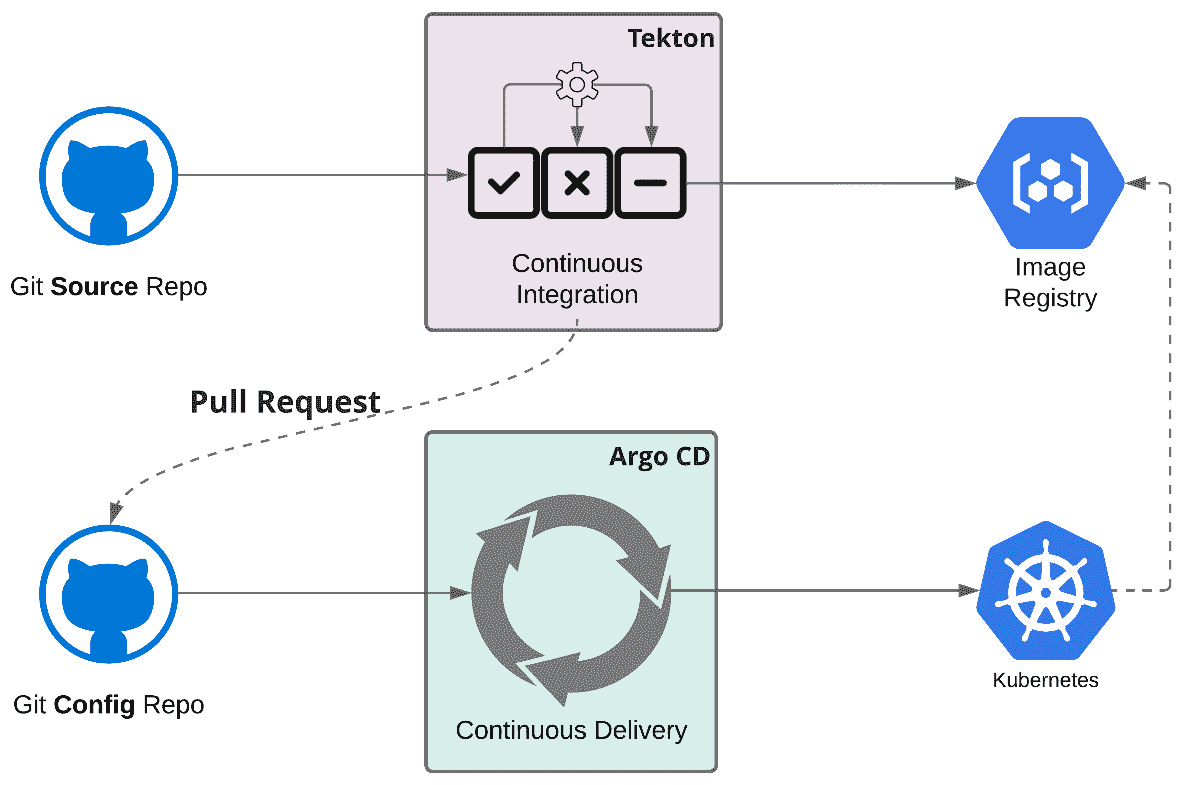 Tekton
Continuous
Integration
Git Source Repo
Image
Registry
Pull Request
Argo CD
Continuous Delivery
Git Config Repo
Kubernetes